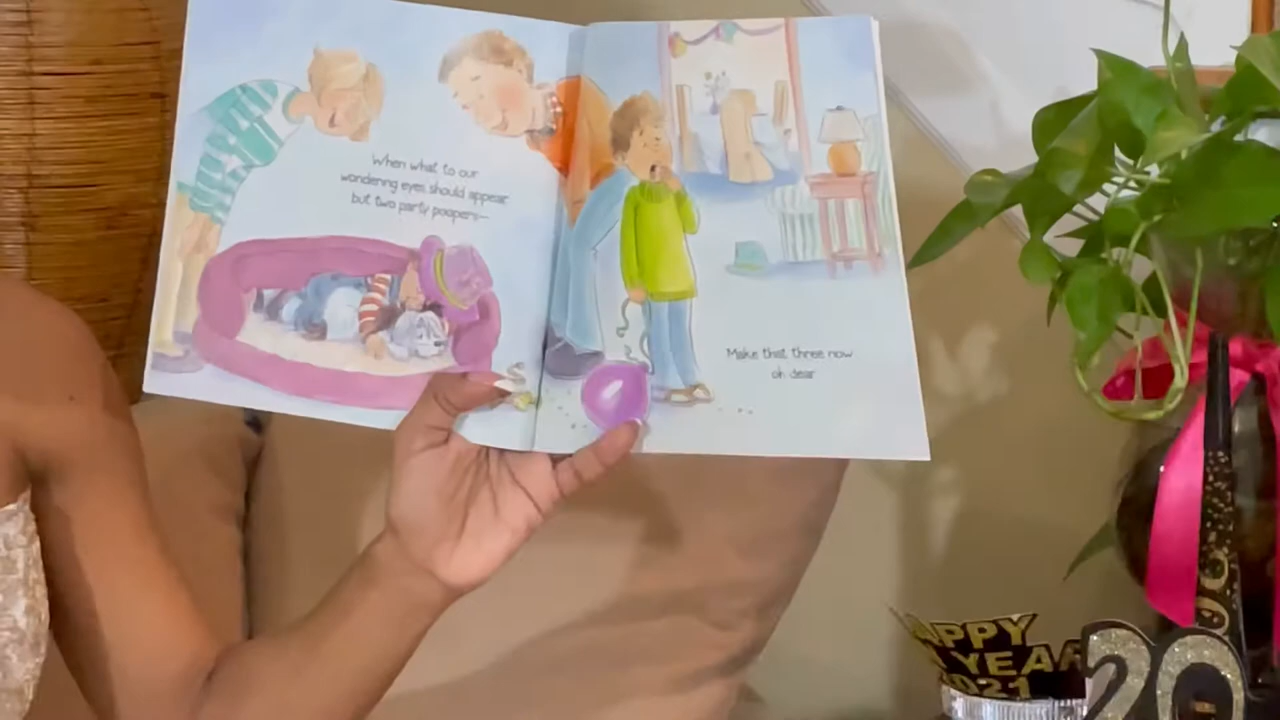 When what to our
wondering eyes should appear
but two party poopers—
Make that three now
oh dear
HAPPY
YEAR
2021
20